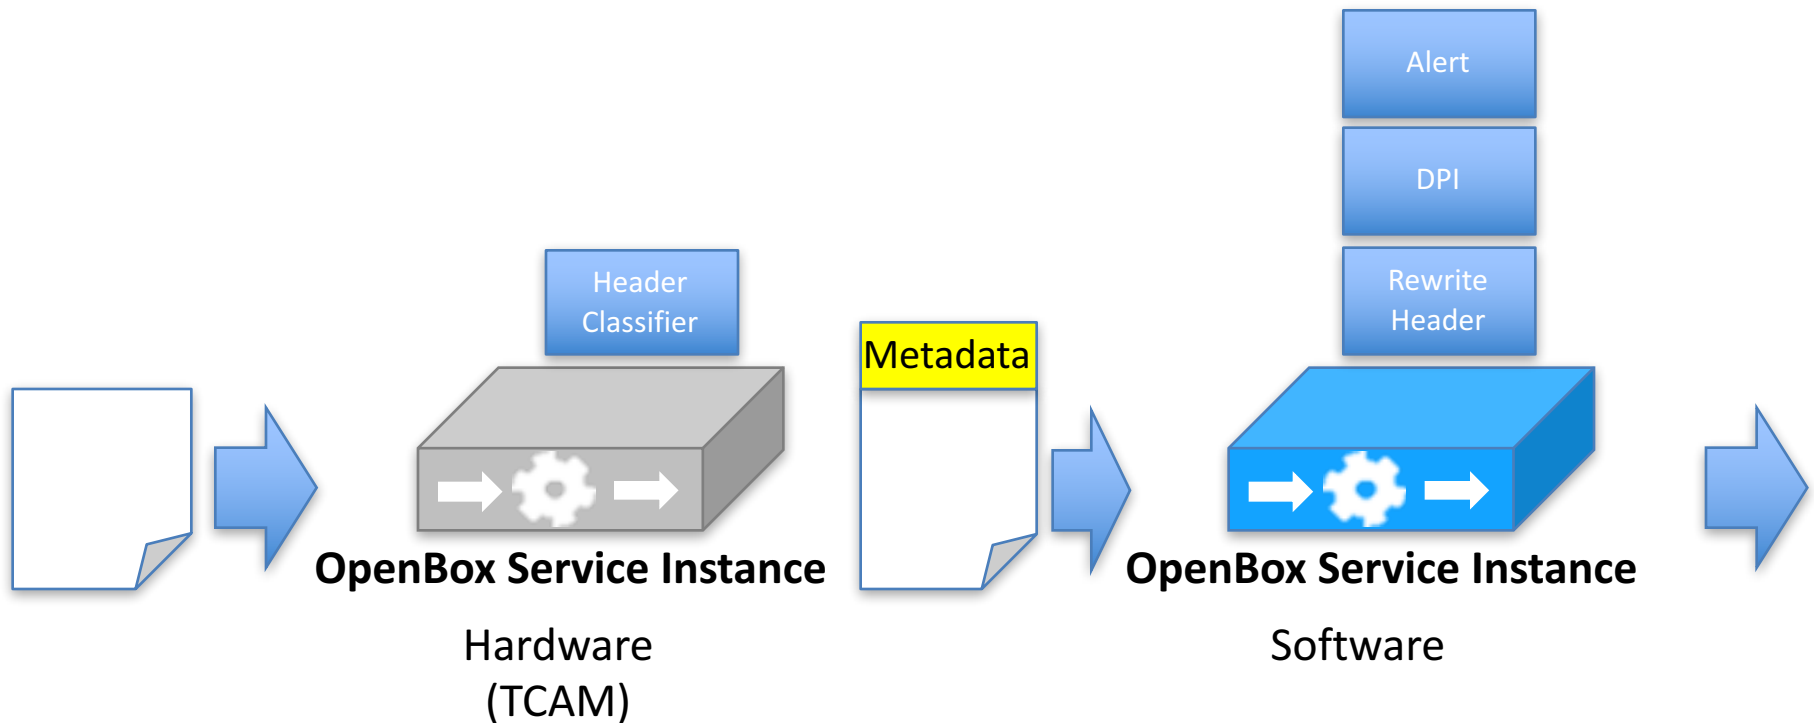 Alert
DPI
Header
Classifier
Rewrite
Header
Metadata
OpenBox Service Instance
OpenBox Service Instance
Hardware
(TCAM)
Software